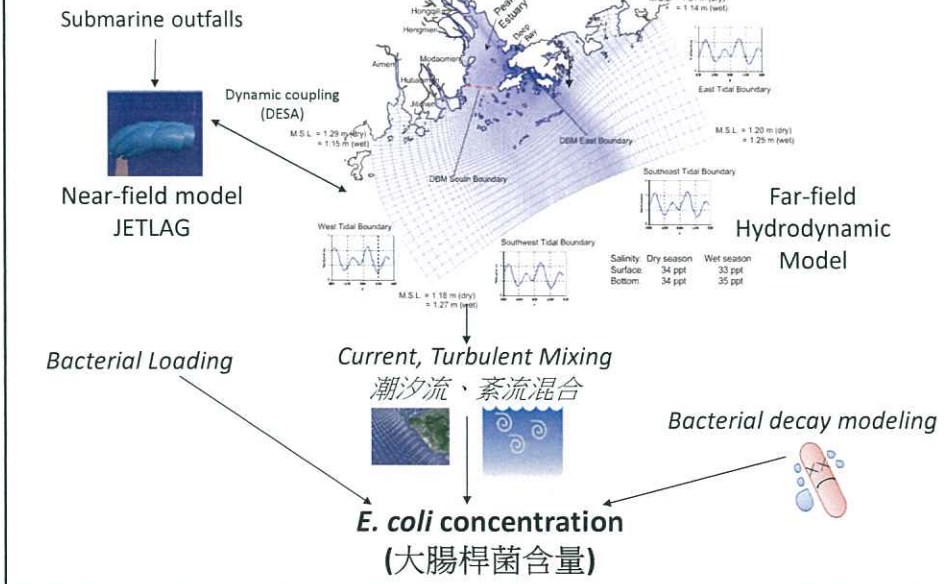 Submarine outfalls
Dynamic coupling
(DESA)
Near-field model
JETLAG
Hongqili
Hengmen
Aimen
Modaomen
Hutiaomen
Jitimen
Estuary
Deep
Bay
= 1.14 m (wet)
East Tidal Boundary
M.S.L. = 1.29 m (dry)
= 1.15 m (wet)
M.S.L. = 1.20 m (dry)
= 1.25 m (wet)
DBM East Boundary
DBM South Boundary
Southeast Tidal Boundary
West Tidal Boundary
Southwest Tidal Boundary
Far-field
Hydrodynamic
Model
Salinity: Dry season Wet season
Surface: 34 ppt 33 ppt
Bottom: 34 ppt 35 ppt
M.S.L. = 1.18 m (dry)
= 1.27 m (wet)
Bacterial Loading
Current, Turbulent Mixing
潮汐流、紊流混合
Bacterial decay modeling
E. coli concentration
(大腸桿菌含量)